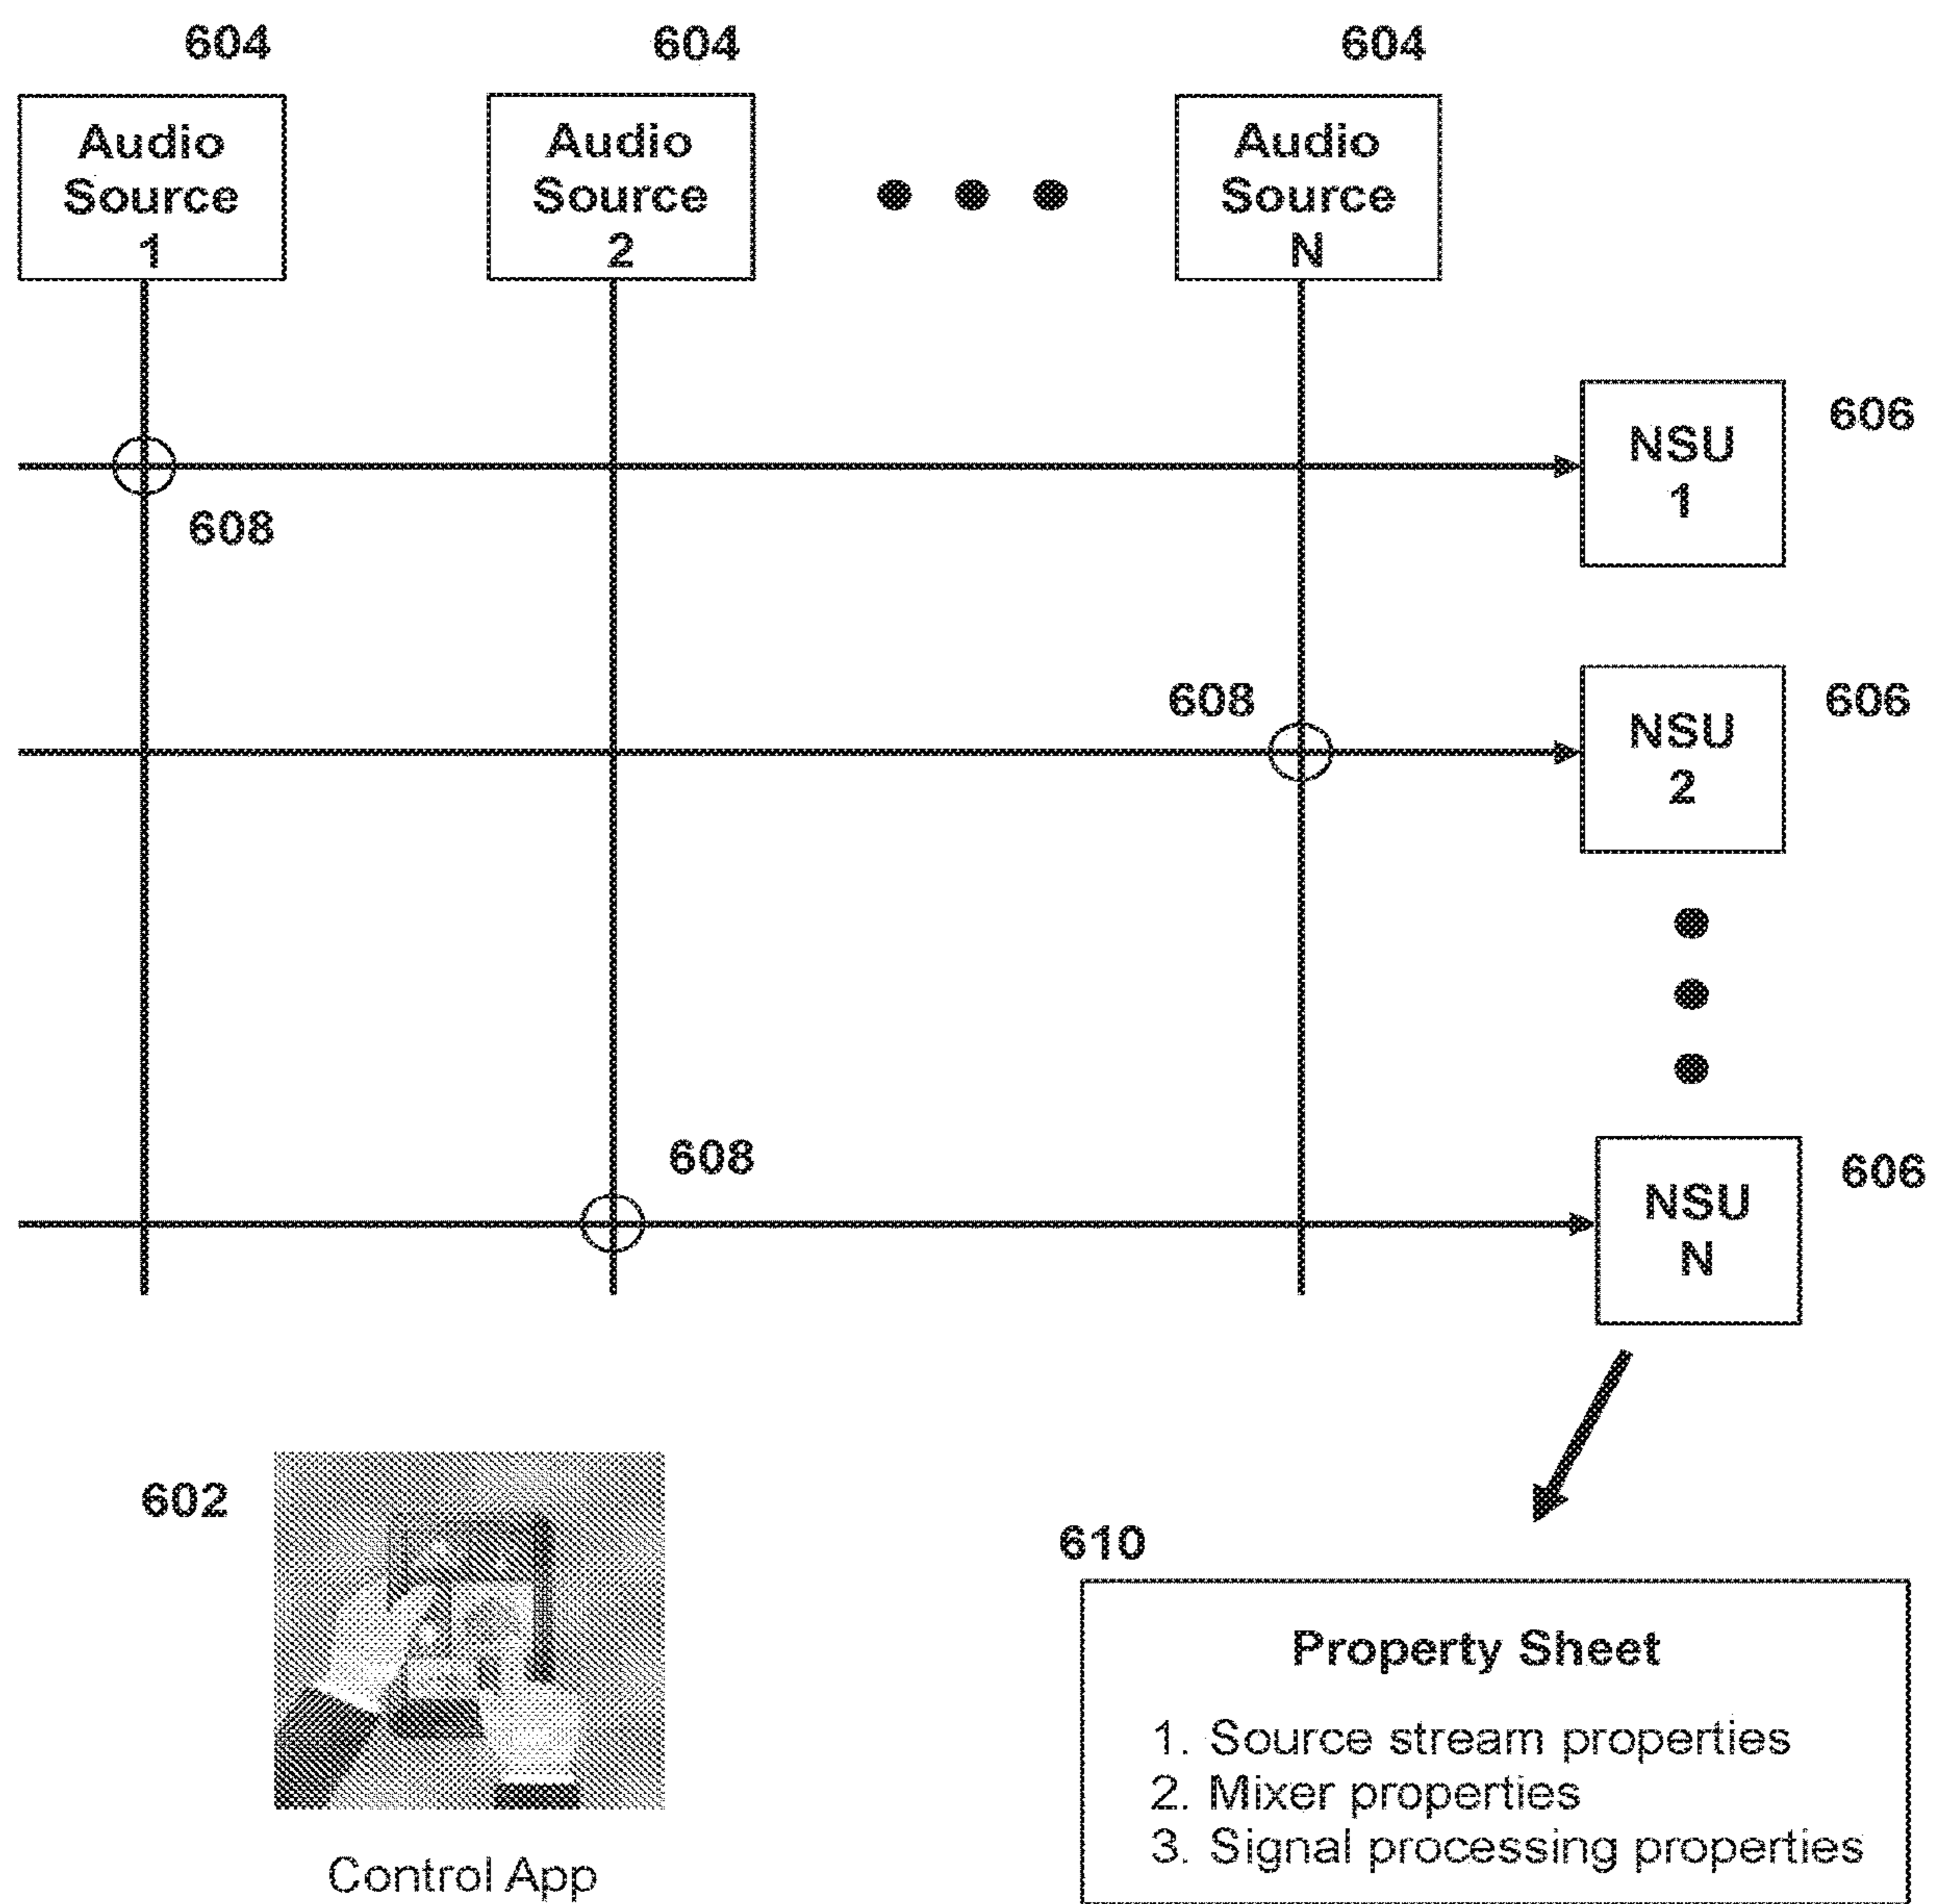 604
604
604
Audio
Source
1
Audio
Source
2
Audio
Source
N
606
NSU
1
608
606
NSU
2
608
606
NSU
N
608
602
Control App
610
Property Sheet
1. Source stream properties
2. Mixer properties
3. Signal processing properties